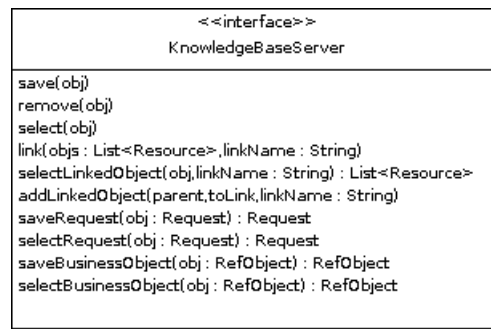 <<interface>>
KnowledgeBaseServer
save(obj)
remove(obj)
select(obj)
link(objs : List<Resource>,linkName : String)
selectLinkedObject(obj,linkName : String) : List<Resource>
addLinkedObject(parent,toLink,linkName : String)
saveRequest(obj : Request) : Request
selectRequest(obj : Request) : Request
saveBusinessObject(obj : RefObject) : RefObject
selectBusinessObject(obj : RefObject) : RefObject